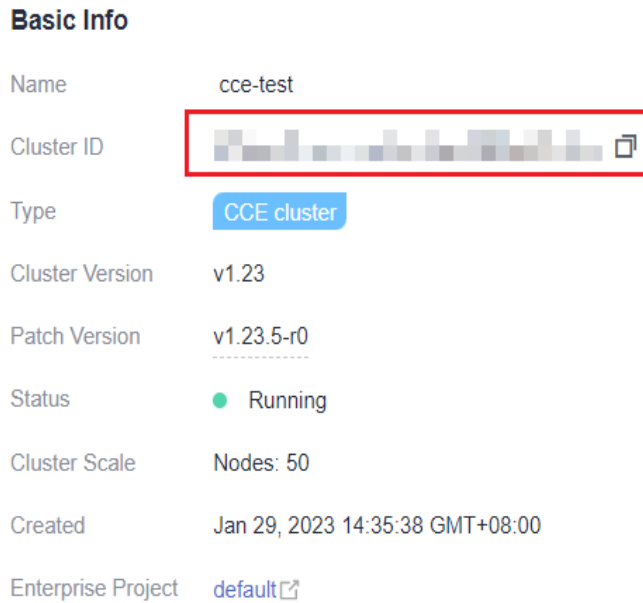 Basic Info
Name cce-test
Cluster ID
Type CCE cluster
Cluster Version v1.23
Patch Version v1.23.5-r0
Status Running
Cluster Scale Nodes: 50
Created Jan 29, 2023 14:35:38 GMT+08:00
Enterprise Project default